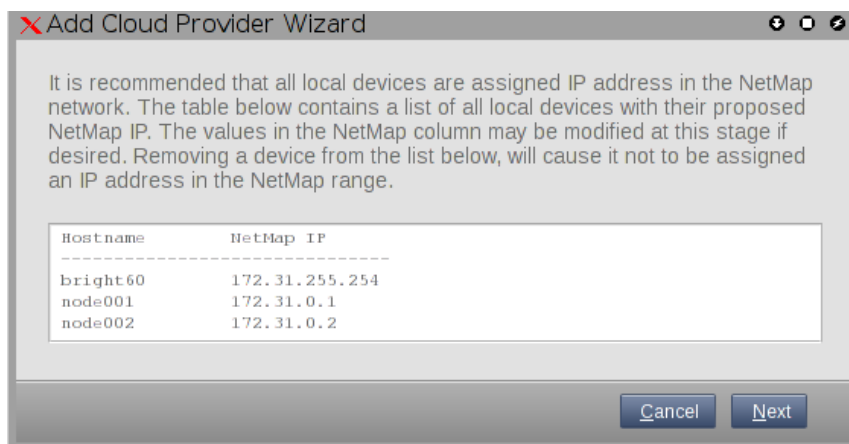 Add Cloud Provider Wizard
It is recommended that all local devices are assigned IP address in the NetMap
network. The table below contains a list of all local devices with their proposed
NetMap IP. The values in the NetMap column may be modified at this stage if
desired. Removing a device from the list below, will cause it not to be assigned
an IP address in the NetMap range.
Hostname NetMap IP
-------------------------------
bright60 172.31.255.254
node001 172.31.0.1
node002 172.31.0.2
Cancel Next